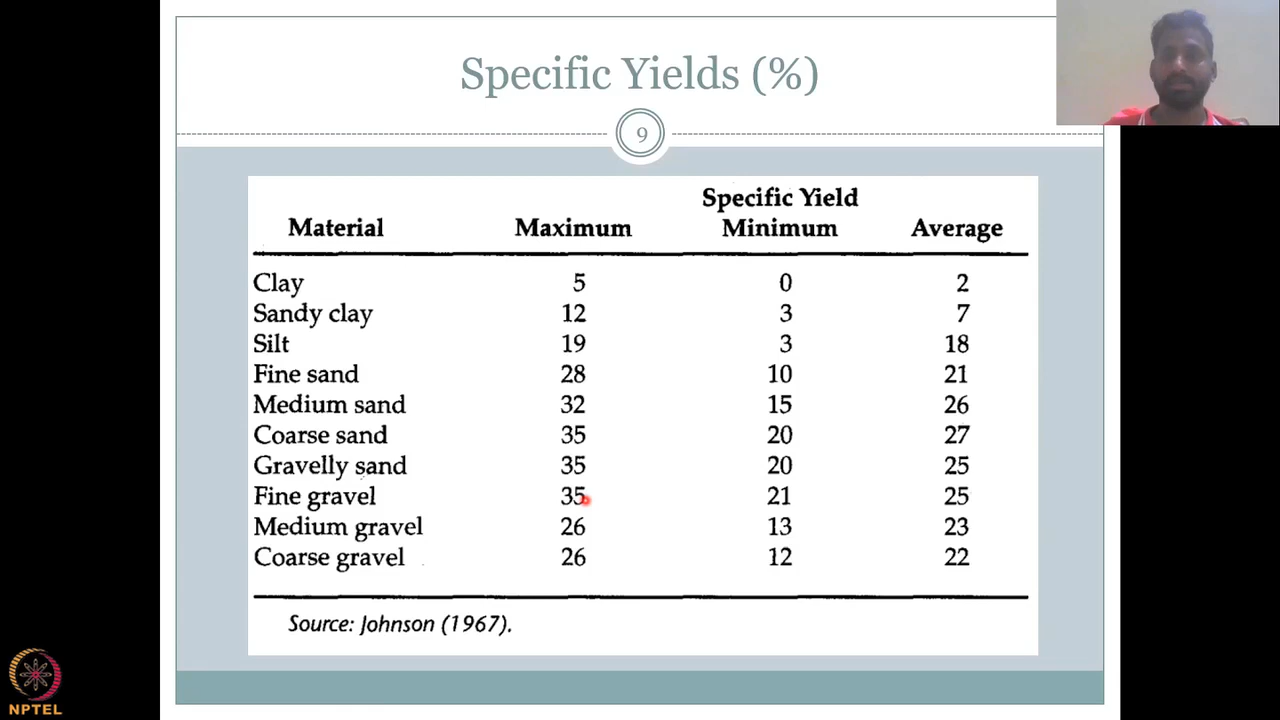 Specific Yields (%)
9
Specific Yield
Material Maximum Minimum Average
Clay 5 0 2
Sandy clay 12 3 7
Silt 19 3 18
Fine sand 28 10 21
Medium sand 32 15 26
Coarse sand 35 20 27
Gravelly sand 35 20 25
Fine gravel 35 21 25
Medium gravel 26 13 23
Coarse gravel 26 12 22
Source: Johnson (1967).
NPTEL